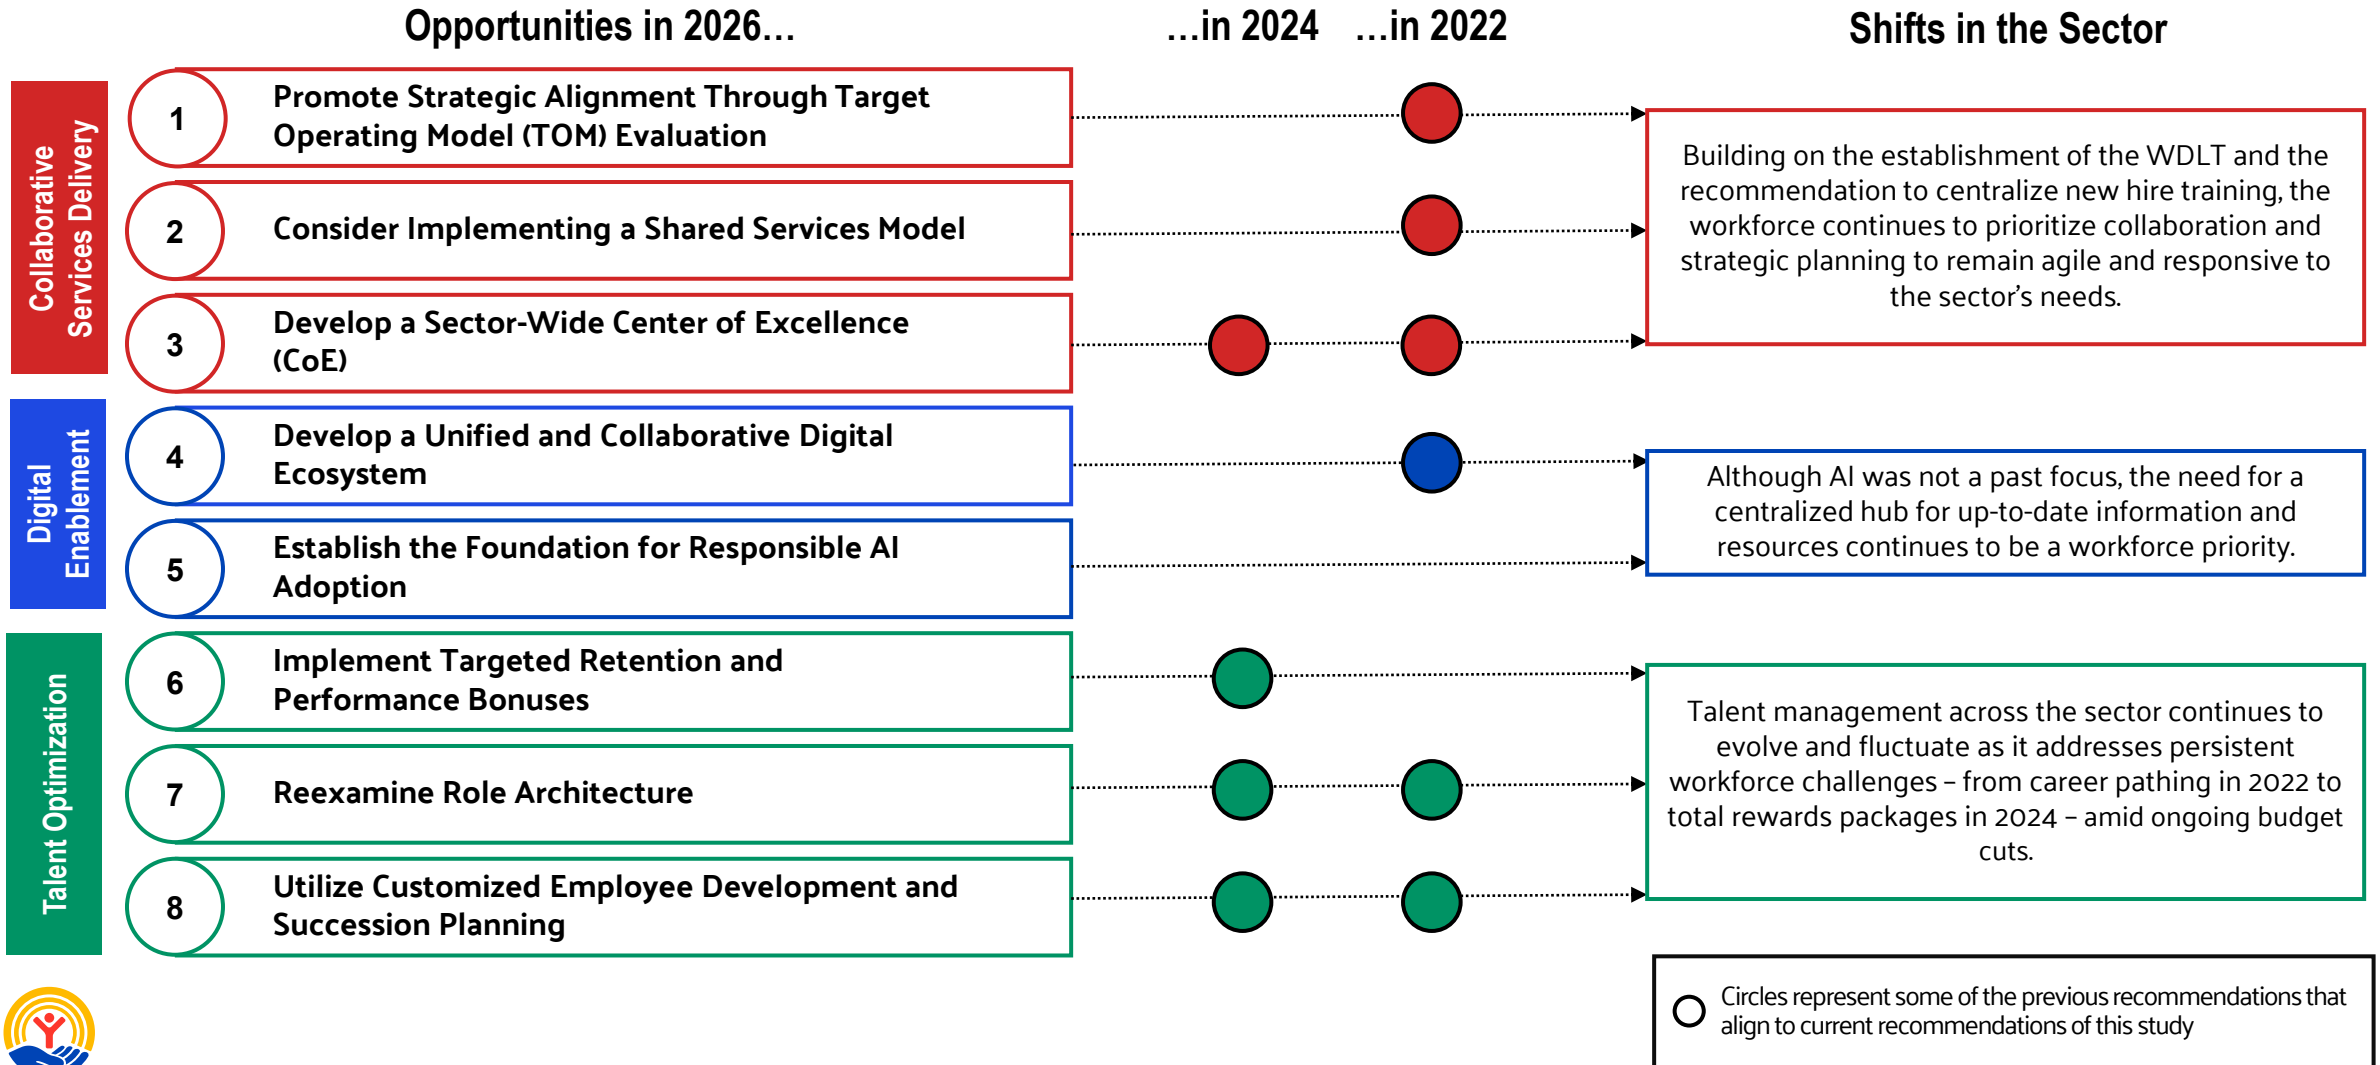 Opportunities in 2026...
...in 2024
...in 2022
Shifts in the Sector
Collaborative
Services Delivery
1
Promote Strategic Alignment Through Target
Operating Model (TOM) Evaluation
2
Consider Implementing a Shared Services Model
3
Develop a Sector-Wide Center of Excellence
(CoE)
Building on the establishment of the WDLT and the
recommendation to centralize new hire training, the
workforce continues to prioritize collaboration and
strategic planning to remain agile and responsive to
the sector's needs.
Digital
Enablement
4
Develop a Unified and Collaborative Digital
Ecosystem
5
Establish the Foundation for Responsible AI
Adoption
Although AI was not a past focus, the need for a
centralized hub for up-to-date information and
resources continues to be a workforce priority.
Talent Optimization
6
Implement Targeted Retention and
Performance Bonuses
7
Reexamine Role Architecture
8
Utilize Customized Employee Development and
Succession Planning
Talent management across the sector continues to
evolve and fluctuate as it addresses persistent
workforce challenges – from career pathing in 2022 to
total rewards packages in 2024 – amid ongoing budget
cuts.
Circles represent some of the previous recommendations that
align to current recommendations of this study